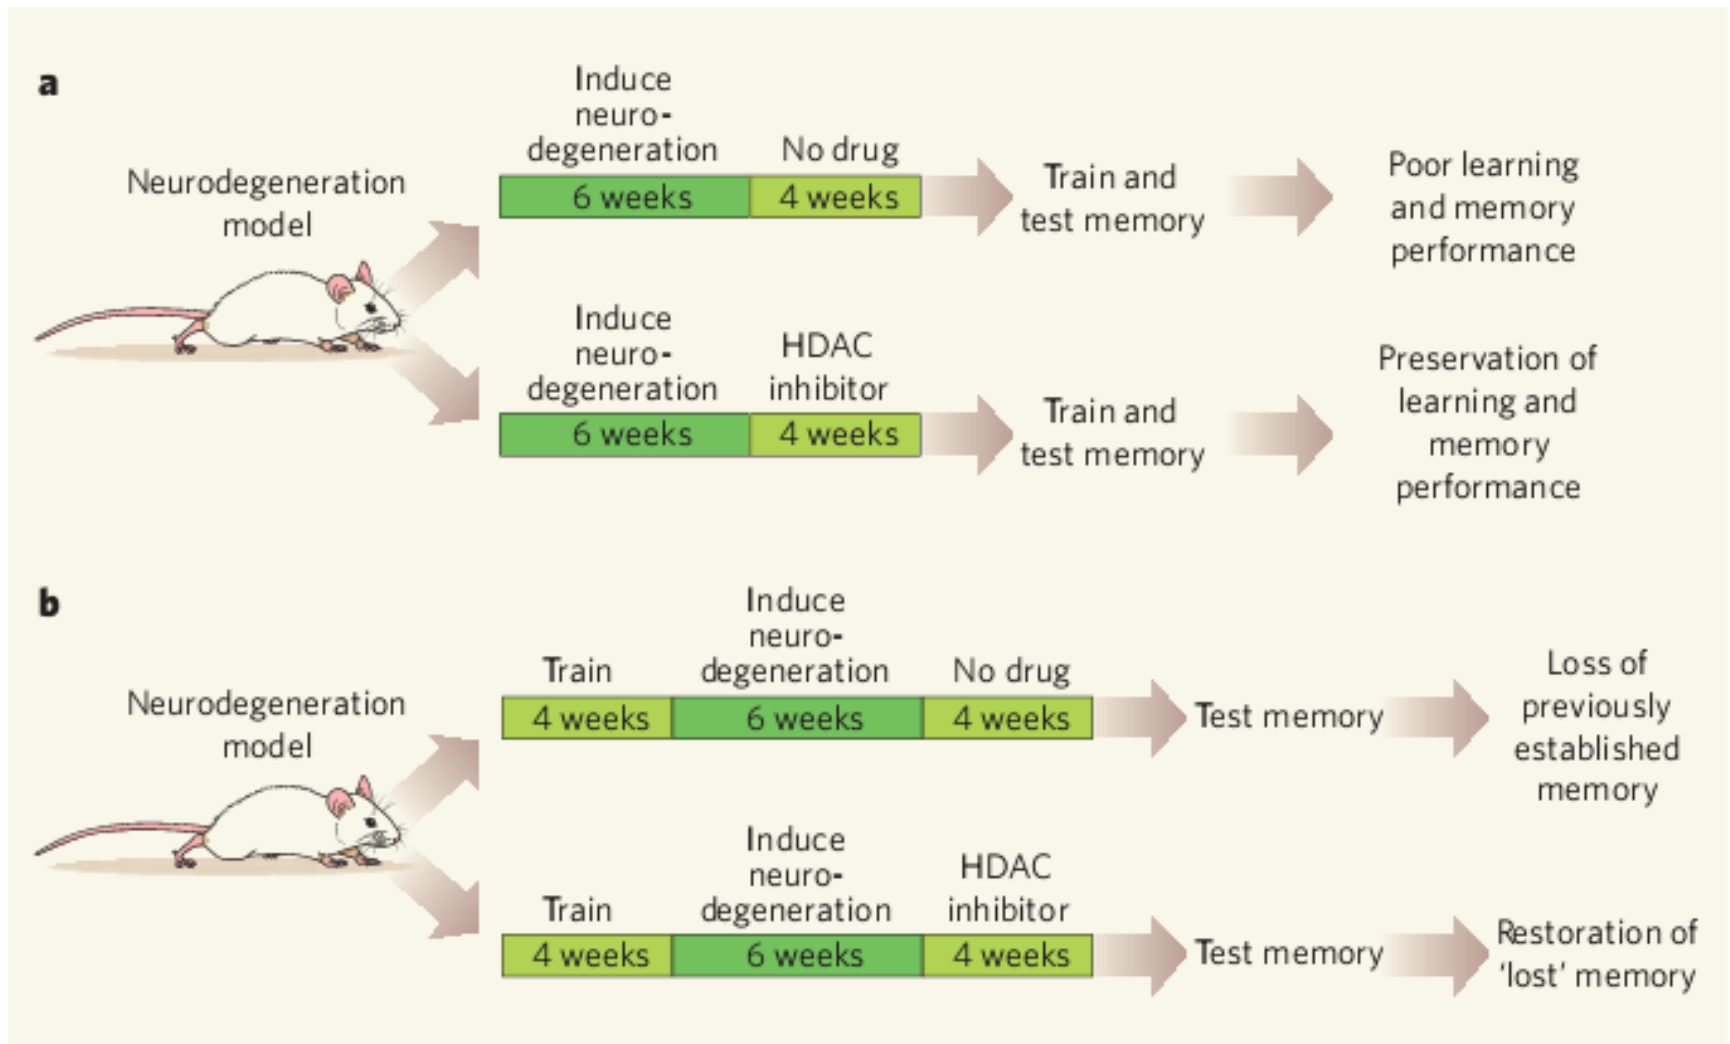 a
Neurodegeneration
model
Induce
neuro-
degeneration
No drug
6 weeks
4 weeks
Train and
test memory
Poor learning
and memory
performance
Induce
neuro-
degeneration
HDAC
inhibitor
6 weeks
4 weeks
Train and
test memory
Preservation of
learning and
memory
performance
b
Neurodegeneration
model
Train
Induce
neuro-
degeneration
No drug
4 weeks
6 weeks
4 weeks
Test memory
Loss of
previously
established
memory
Train
Induce
neuro-
degeneration
HDAC
inhibitor
4 weeks
6 weeks
4 weeks
Test memory
Restoration of
‘lost’ memory